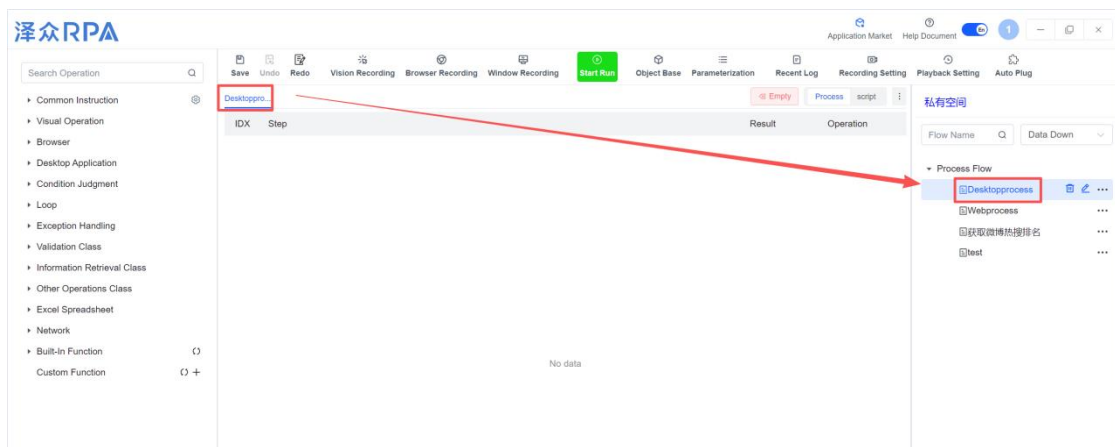 泽众RPA
Application Market Help Document En 1
Search Operation
Save Undo Redo Vision Recording Browser Recording Window Recording Start Run Object Base Parameterization Recent Log Recording Setting Playback Setting Auto Plug
Common Instruction
Visual Operation
Browser
Desktop Application
Condition Judgment
Loop
Exception Handling
Validation Class
Information Retrieval Class
Other Operations Class
Excel Spreadsheet
Network
Built-In Function
Custom Function
Desktoppro... Empty Process script
IDX Step Result Operation
No data
私有空间
Flow Name Data Down
Process Flow
Desktopprocess
Webprocess
获取微博热搜排名
test